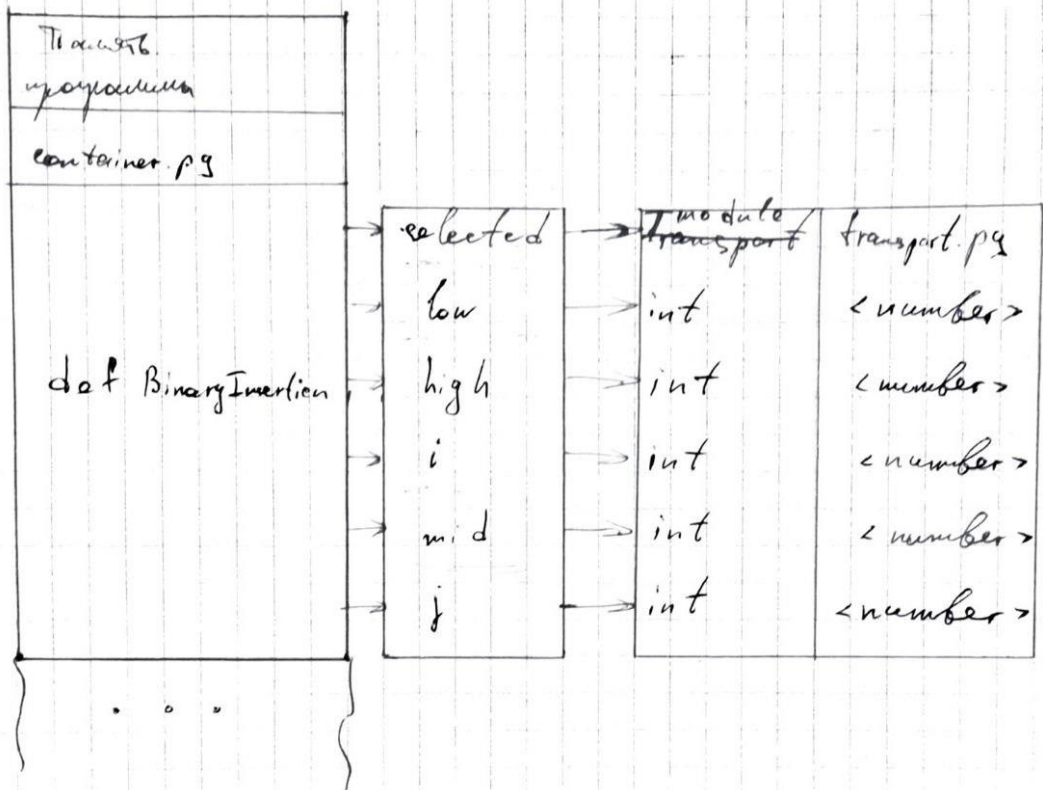 Память
программы
container.py
def BinaryInsertion
selected
low
high
i
mid
j
module
Transport
transport.py
int
<number>
int
<number>
int
<number>
int
<number>
int
<number>
. . .